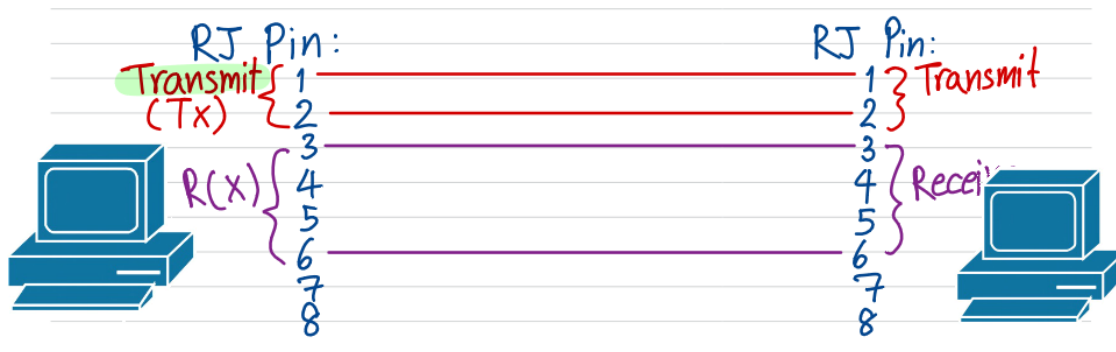 RJ Pin: RJ Pin:
Transmit 1 1 Transmit
(Tx) 2 2
3 3
R(x) 4 4
5 5
6 6
7 7
8 8